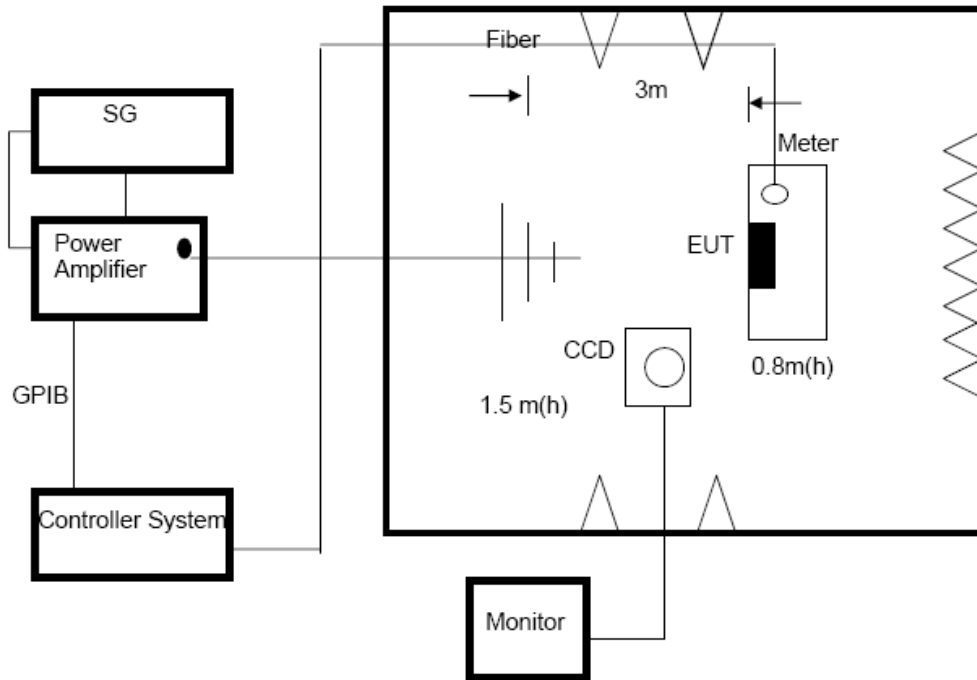 Fiber
SG
3m
Meter
Power
Amplifier
EUT
CCD
0.8m(h)
GPIB
1.5 m(h)
Controller System
Monitor